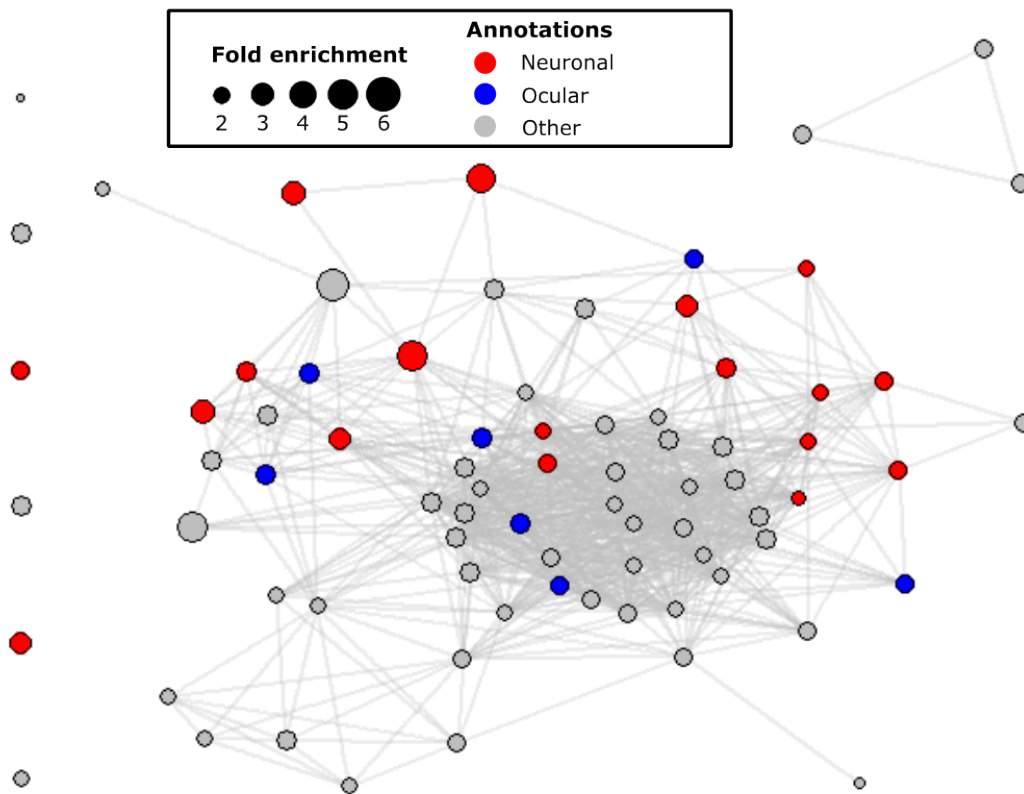 Annotations
Fold enrichment
Neuronal
Ocular
2 3 4 5 6
Other